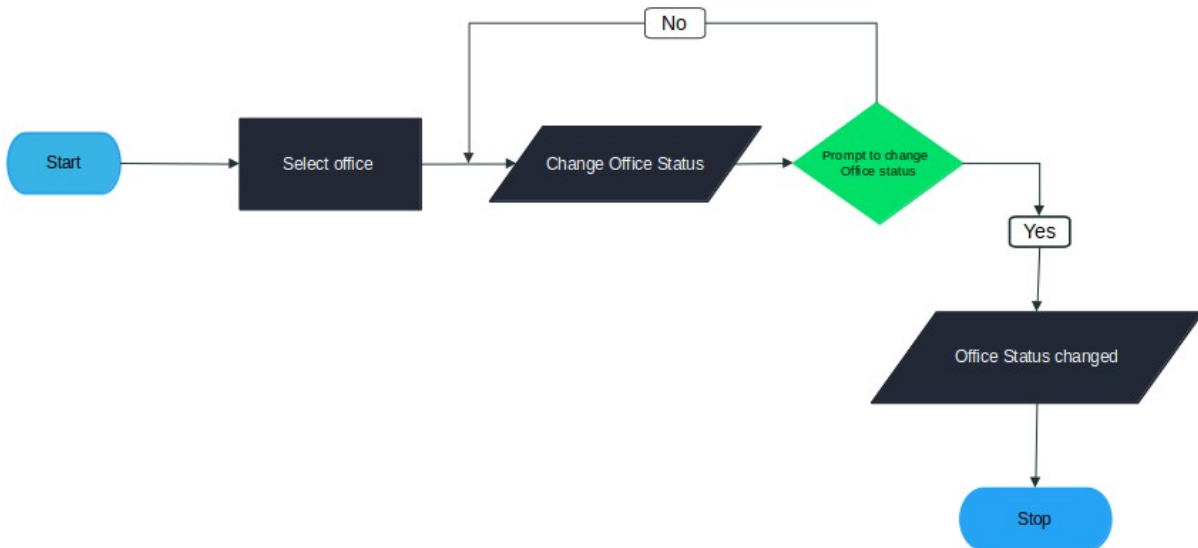 No
Start
Select office
Change Office Status
Prompt to change
Office status
Yes
Office Status changed
Stop